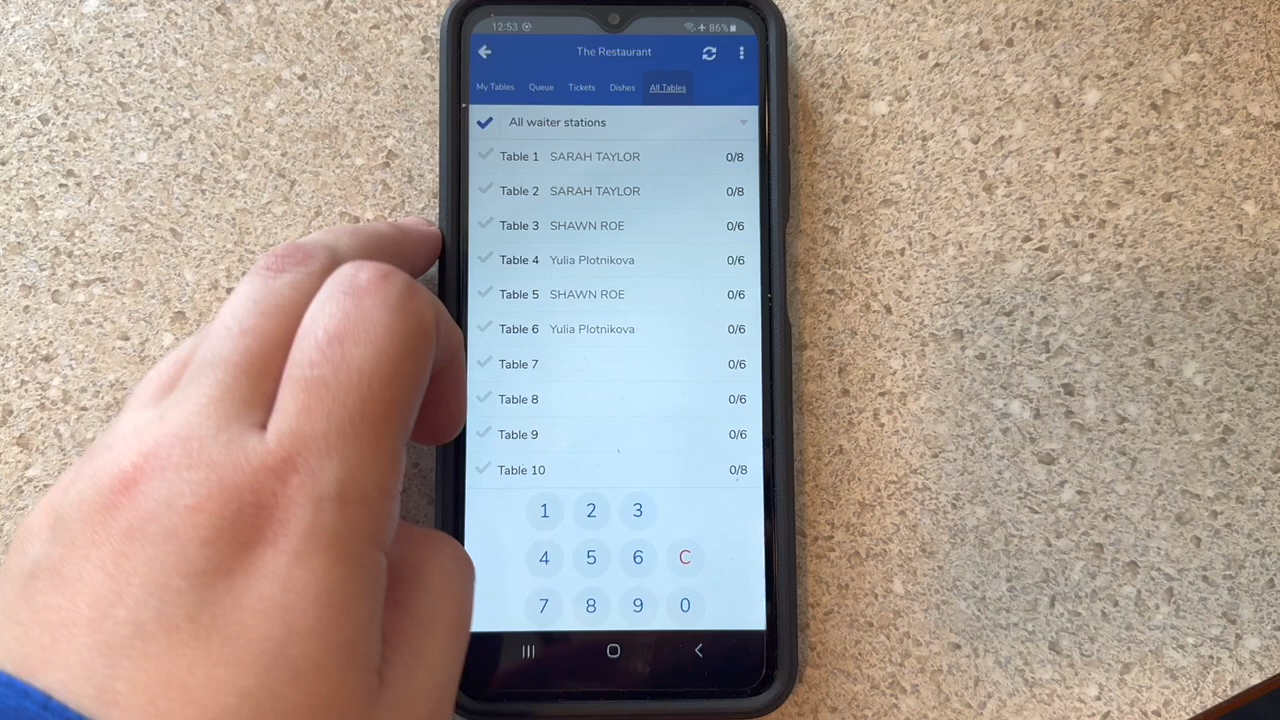 12:53 86%
The Restaurant
My Tables Queue Tickets Dishes All Tables
All waiter stations
Table 1 SARAH TAYLOR 0/8
Table 2 SARAH TAYLOR 0/8
Table 3 SHAWN ROE 0/6
Table 4 Yulia Plotnikova 0/6
Table 5 SHAWN ROE 0/6
Table 6 Yulia Plotnikova 0/6
Table 7 0/6
Table 8 0/6
Table 9 0/6
Table 10 0/8
1 2 3
4 5 6 C
7 8 9 0